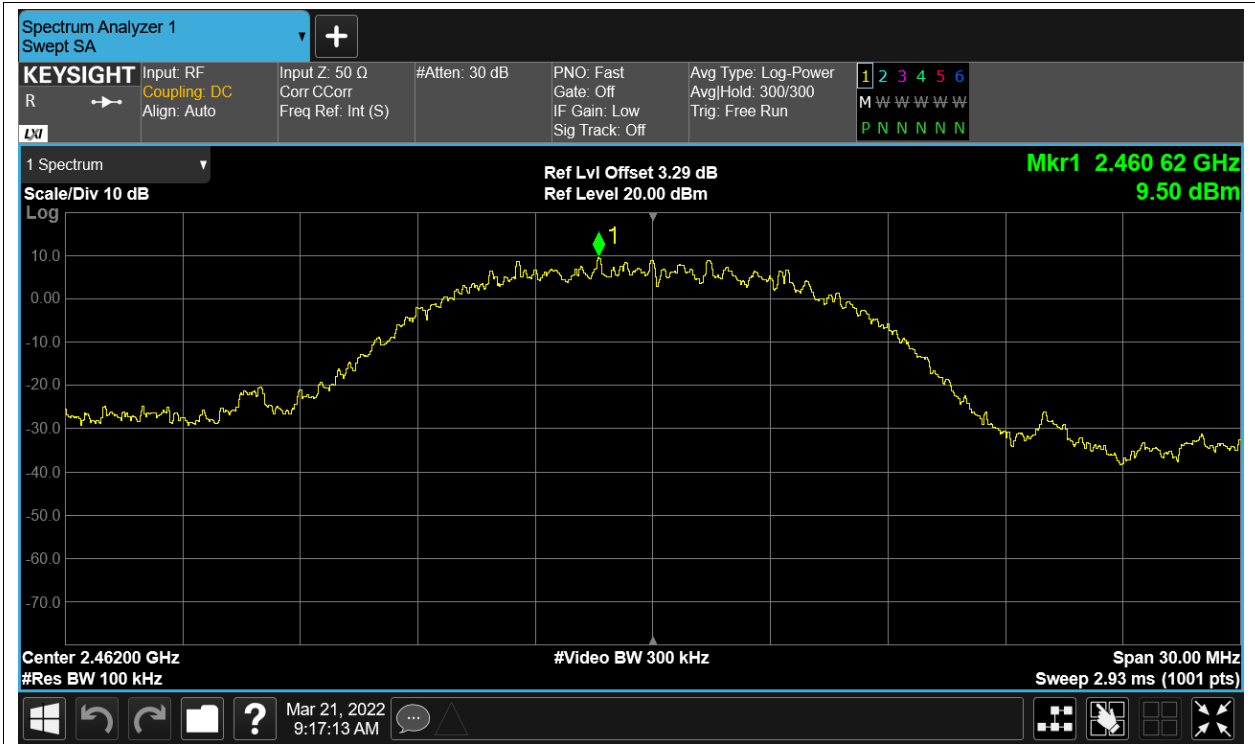 Spectrum Analyzer 1
Swept SA
KEYSIGHT
R
LXI
Input: RF
Coupling: DC
Align: Auto
Input Z: 50 Ω
Corr CCorr
Freq Ref: Int (S)
#Atten: 30 dB
PNO: Fast
Gate: Off
IF Gain: Low
Sig Track: Off
Avg Type: Log-Power
Avg|Hold: 300/300
Trig: Free Run
1 2 3 4 5 6
M W W W W W
P N N N N N
1 Spectrum
Scale/Div 10 dB
Log
Ref Lvl Offset 3.29 dB
Ref Level 20.00 dBm
Mkr1 2.460 62 GHz
9.50 dBm
1
10.0
0.00
-10.0
-20.0
-30.0
-40.0
-50.0
-60.0
-70.0
Center 2.46200 GHz
#Res BW 100 kHz
#Video BW 300 kHz
Span 30.00 MHz
Sweep 2.93 ms (1001 pts)
?
Mar 21, 2022
9:17:13 AM